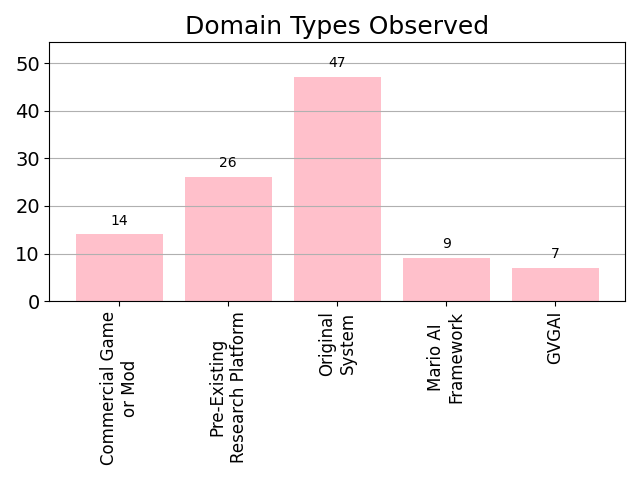 Domain Types Observed
50
40
30
20
10
0
14
26
47
9
7
Commercial Game
or Mod
Pre-Existing
Research Platform
Original
System
Mario AI
Framework
GVGAI